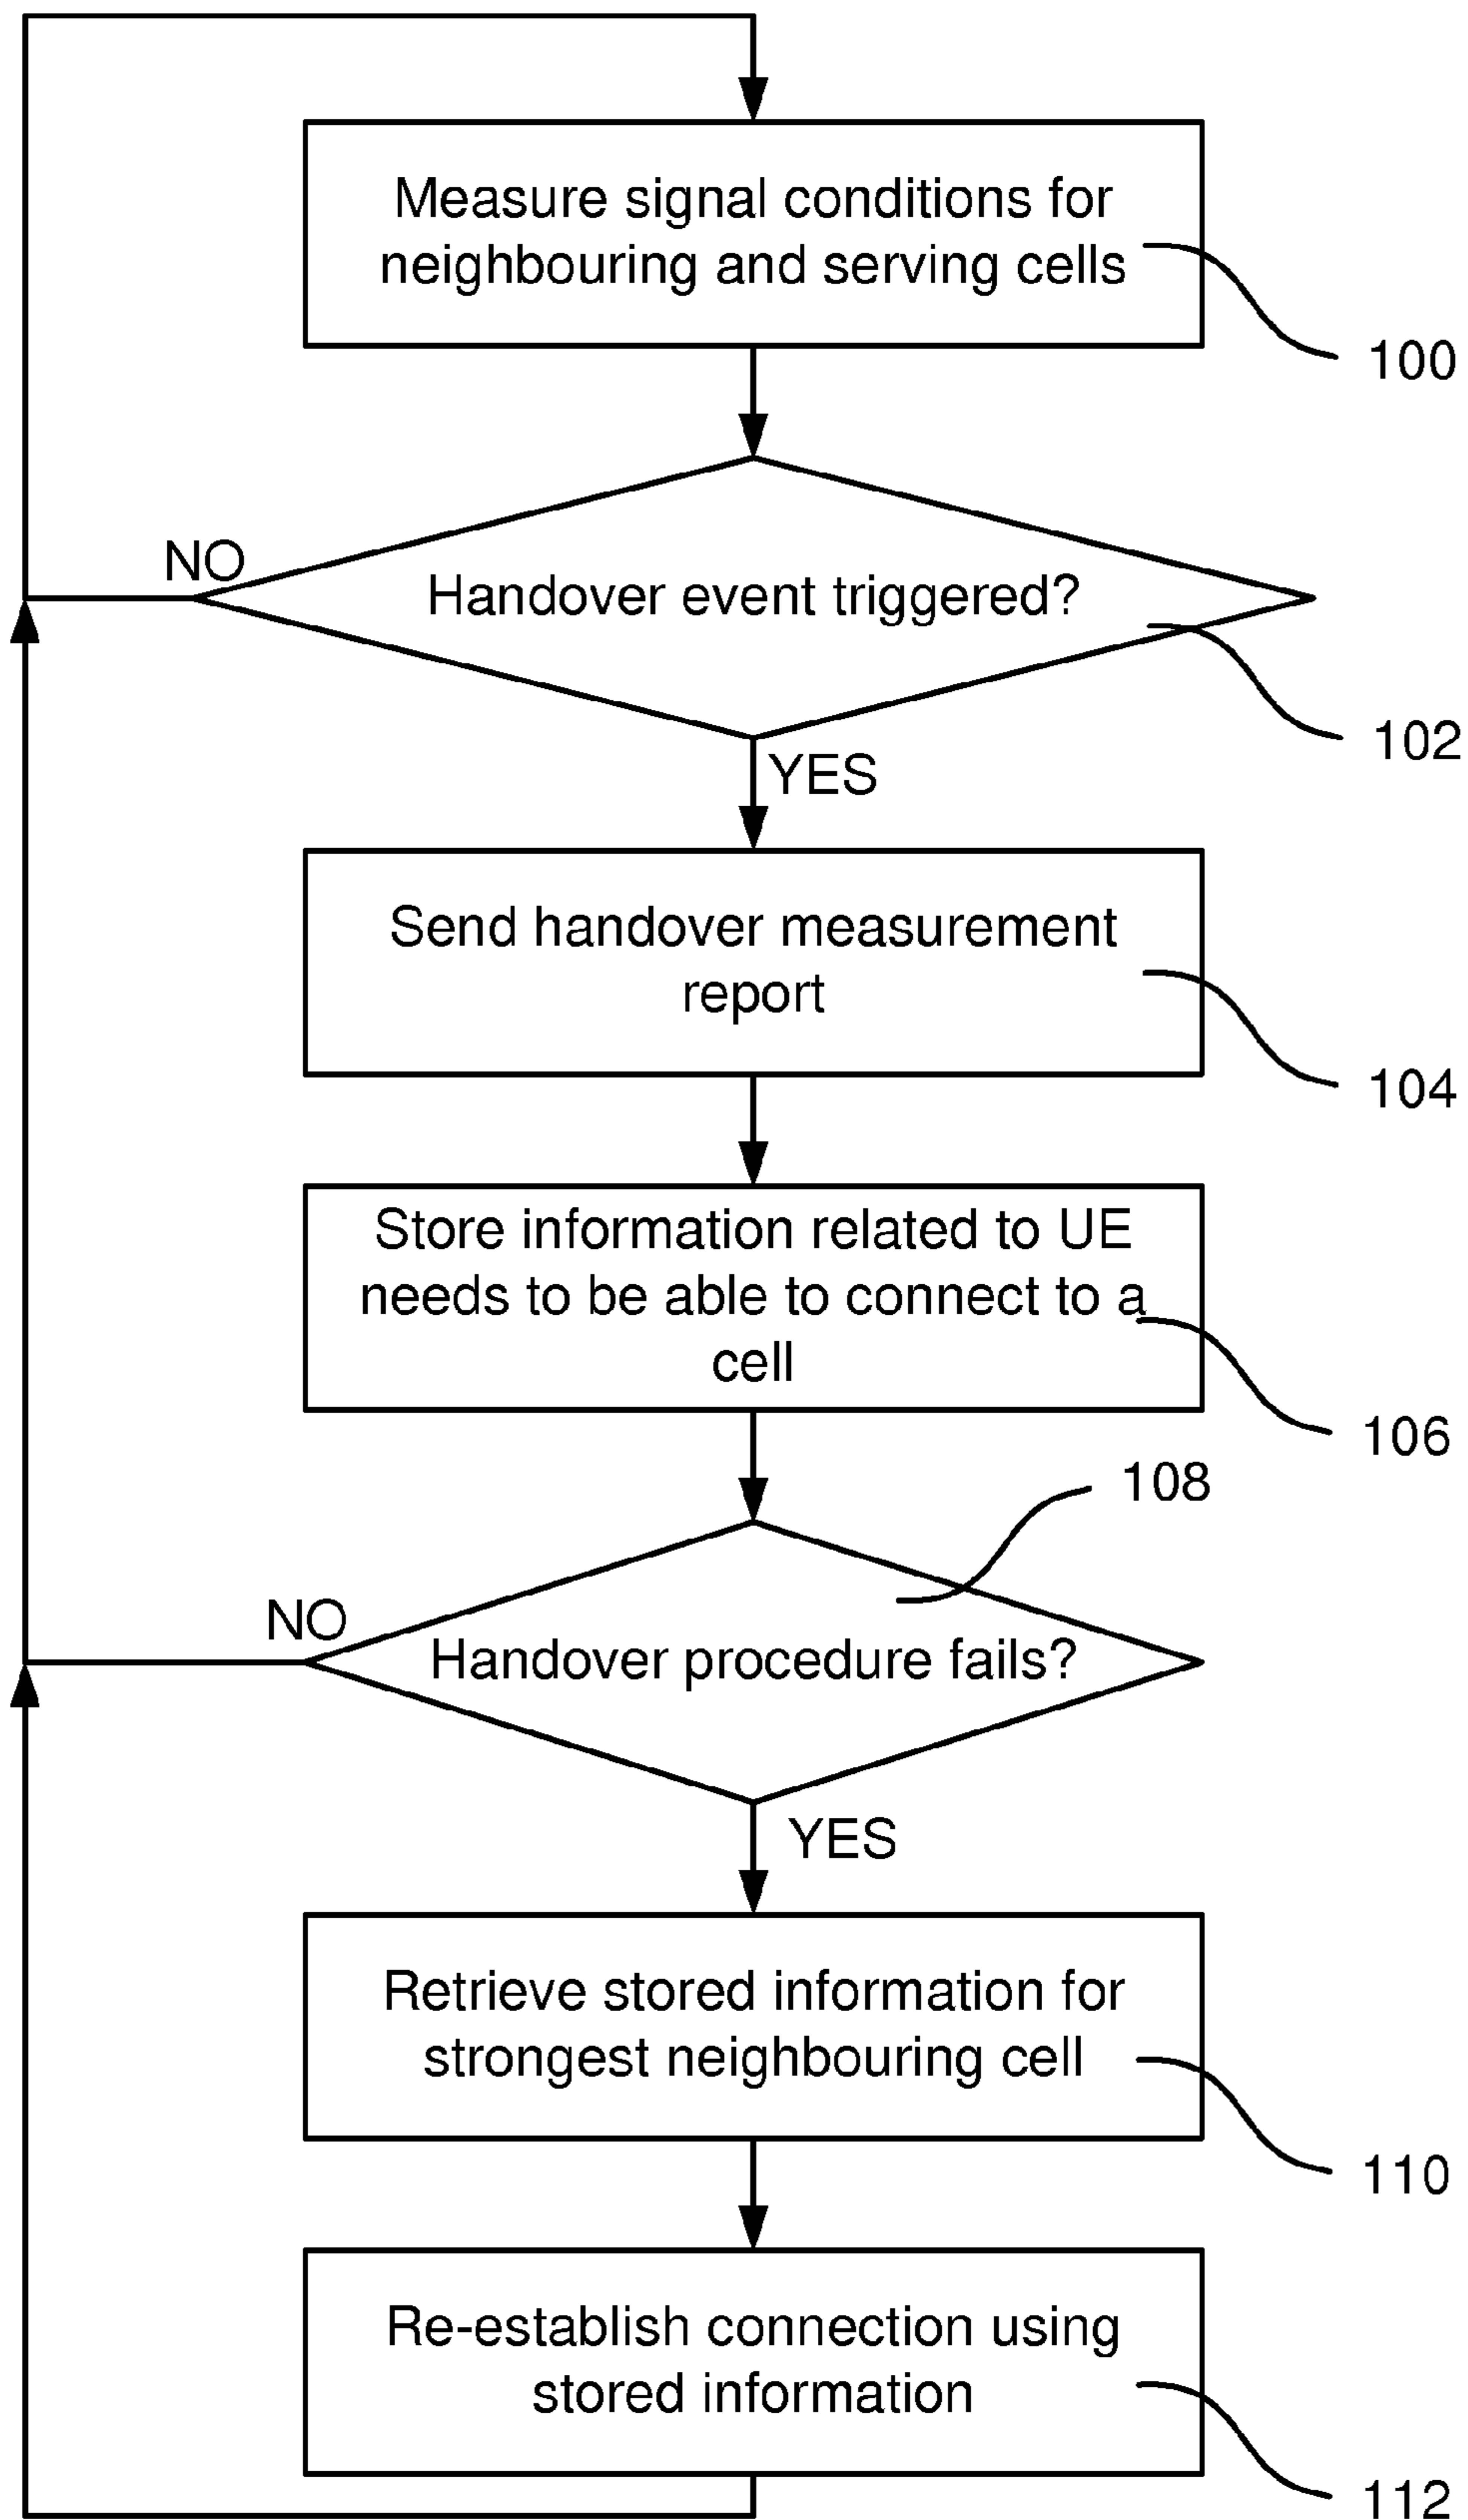 Measure signal conditions for
neighbouring and serving cells
100
NO
Handover event triggered?
102
YES
Send handover measurement
report
104
Store information related to UE
needs to be able to connect to a
cell
106
108
NO
Handover procedure fails?
YES
Retrieve stored information for
strongest neighbouring cell
110
Re-establish connection using
stored information
112